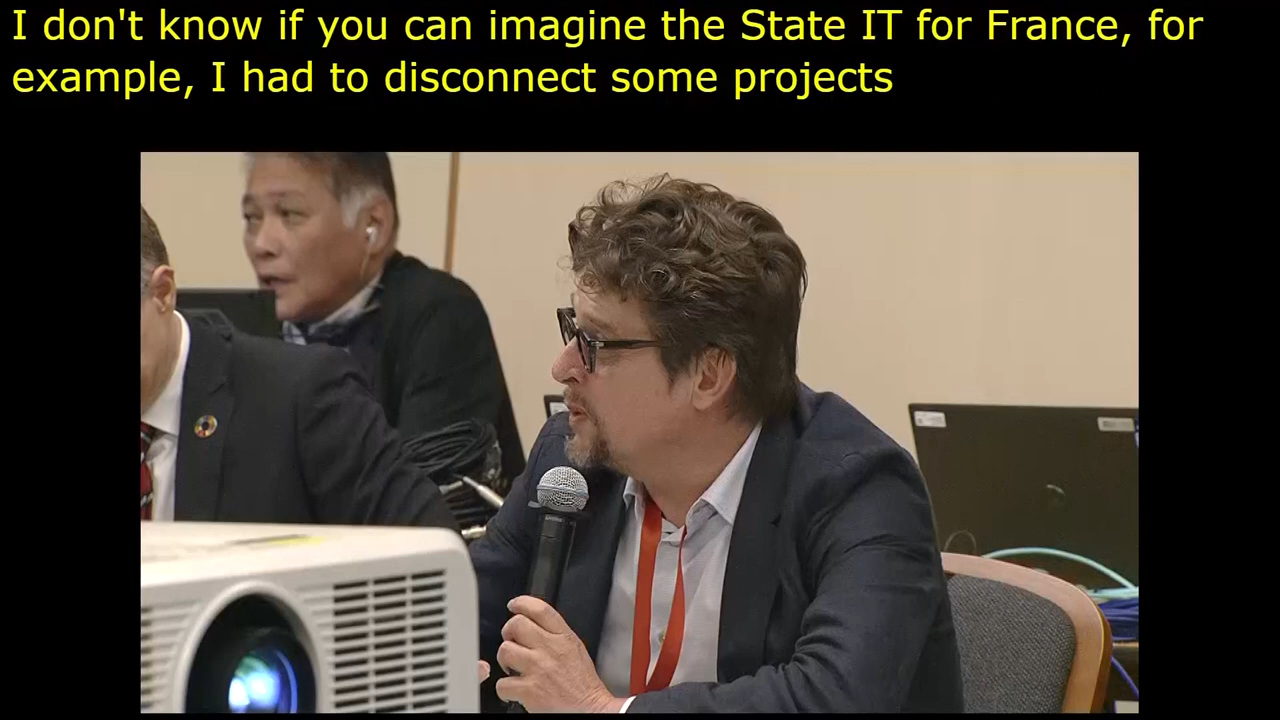 I don't know if you can imagine the State IT for France, for
example, I had to disconnect some projects